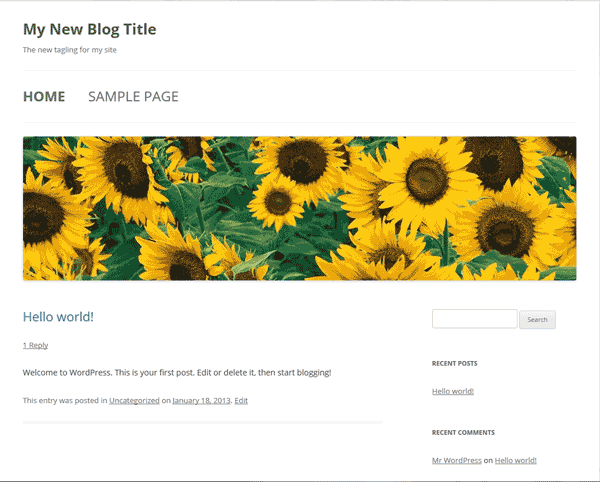 My New Blog Title
The new tagling for my site
HOME SAMPLE PAGE
Hello world!
1 Reply
Welcome to WordPress. This is your first post. Edit or delete it, then start blogging!
This entry was posted in Uncategorized on January 18, 2013. Edit
Search
RECENT POSTS
Hello world!
RECENT COMMENTS
Mr WordPress on Hello world!